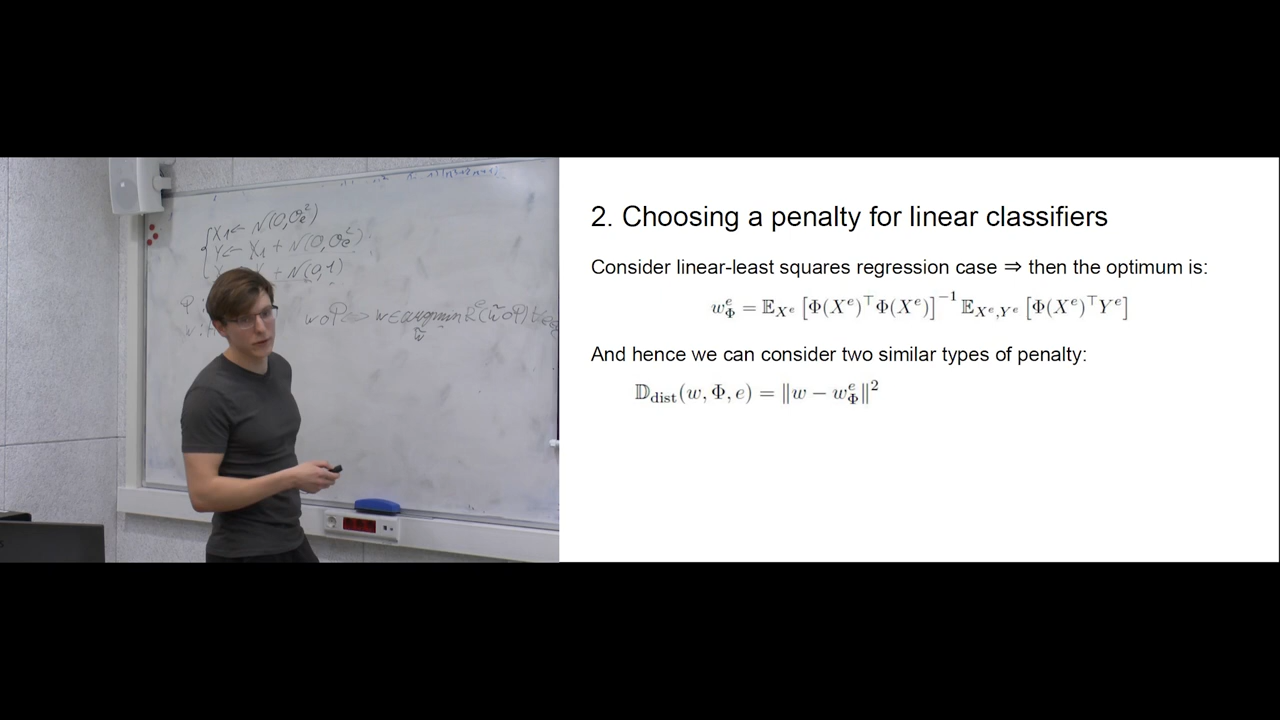 X₁ ← N(0, σₑ²)
Y ← X₁ + N(0, σₑ²)
+ N(0,1)
w∘Φ w ∈ argmin Rᵉ(w̃∘Φ)
w̃
2. Choosing a penalty for linear classifiers
Consider linear-least squares regression case ⇒ then the optimum is:
w^e_Φ = 𝔼_{X^e} [Φ(X^e)^⊤Φ(X^e)]^{−1} 𝔼_{X^e,Y^e} [Φ(X^e)^⊤Y^e]
And hence we can consider two similar types of penalty:
𝔻_dist(w, Φ, e) = ‖w − w^e_Φ‖²